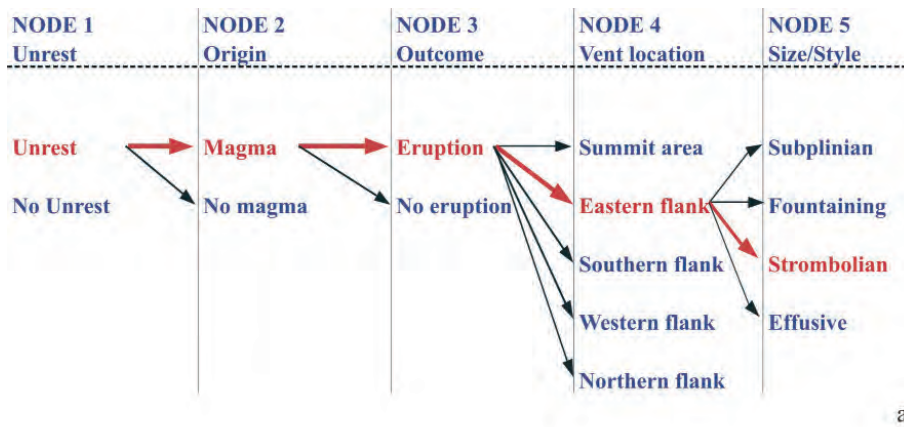 NODE 1 NODE 2 NODE 3 NODE 4 NODE 5
Unrest Origin Outcome Vent location Size/Style
Unrest Magma Eruption Summit area Subplinian
No Unrest No magma No eruption Eastern flank Fountaining
Southern flank Strombolian
Western flank Effusive
Northern flank
a